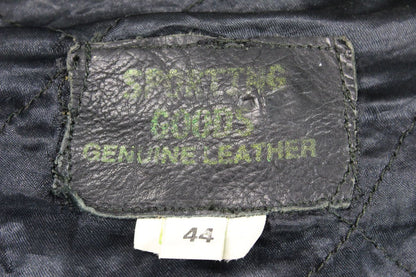 SPORTING
GOODS
GENUINE LEATHER
44